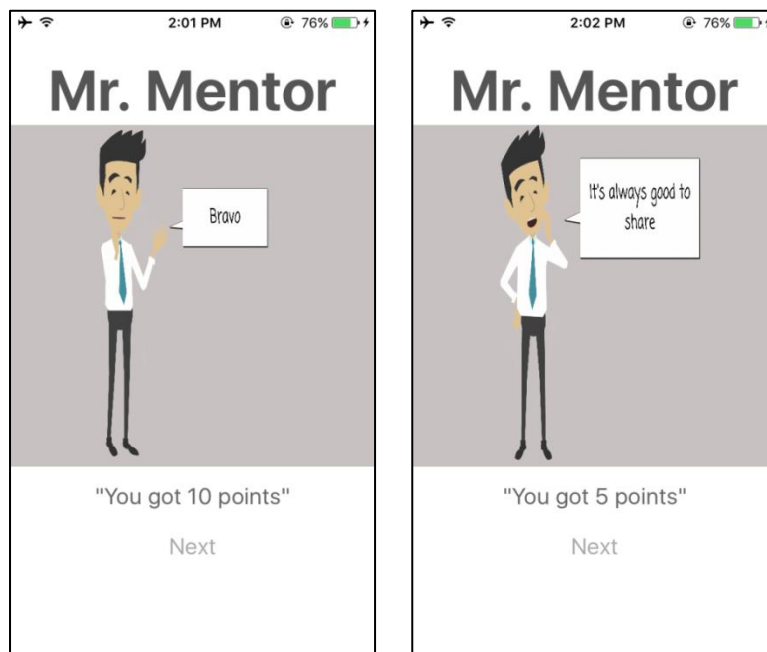 2:01 PM
76%
Mr. Mentor
Bravo
"You got 10 points"
Next
2:02 PM
76%
Mr. Mentor
It's always good to
share
"You got 5 points"
Next